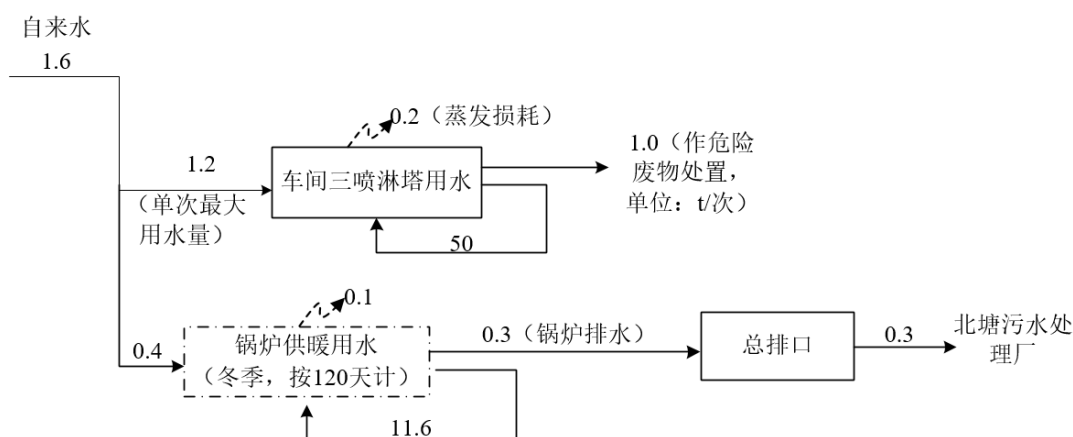 自来水
1.6
0.2（蒸发损耗）
1.2
（单次最大
用水量）
车间三喷淋塔用水
1.0（作危险
废物处置，
单位：t/次）
50
0.1
0.4
锅炉供暖用水
（冬季，按120天计）
0.3（锅炉排水）
总排口
0.3
北塘污水处
理厂
11.6